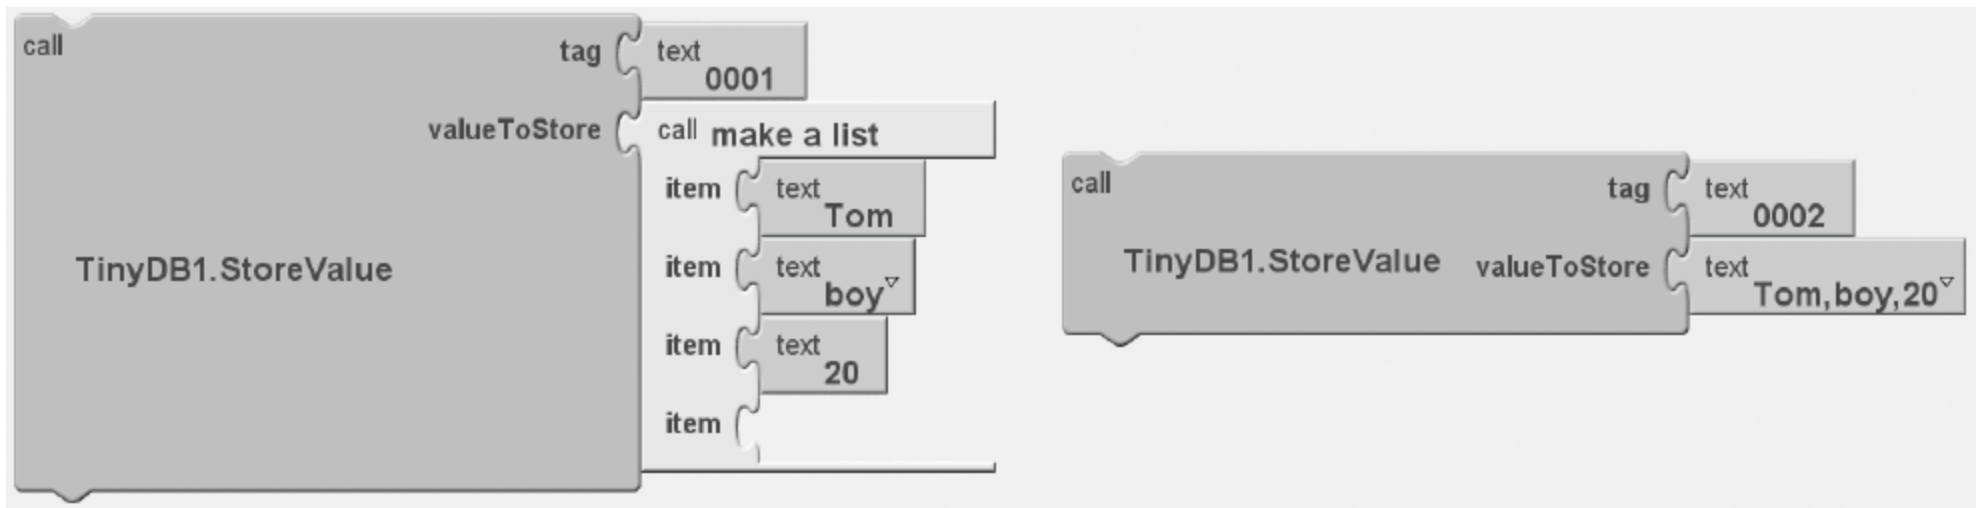 call
tag
text
0001
valueToStore
call make a list
item
text
Tom
TinyDB1.StoreValue
item
text
boy
item
text
20
item
call
tag
text
0002
TinyDB1.StoreValue
valueToStore
text
Tom,boy,20